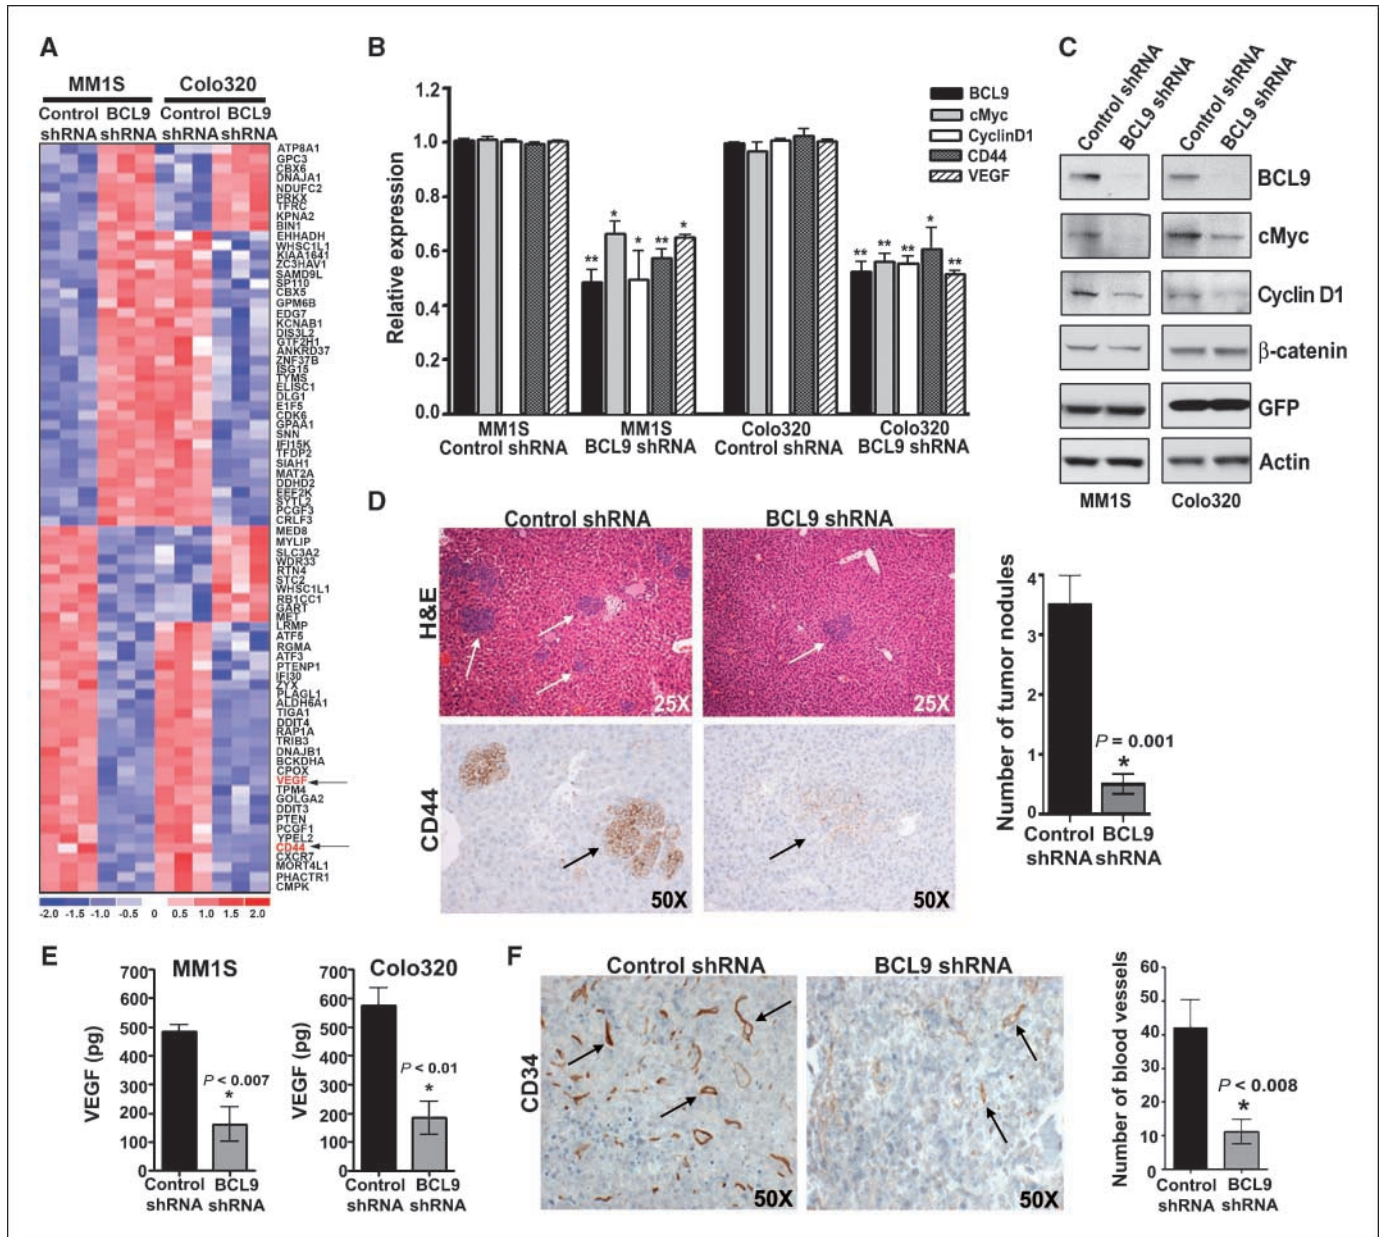 A
MM1S
Colo320
Control BCL9 Control BCL9
shRNA shRNA shRNA shRNA
ATP8A1
GPC3
CBX6
DNAJA1
NDUFC2
PRKX
TFRC
KPNA2
BIN1
EHHADH
WHSC1L1
KIAA1641
ZC3HAV1
SAMD9L
SP110
CBX5
GPM6B
EDG7
KCNAB1
DIS3L2
GTF2H1
ANKRD37
ZNF37B
ISG15
TYMS
ELISC1
DLG1
E1F5
CDK6
GPAA1
SNN
IFI15K
TFDP2
SIAH1
MAT2A
DDHD2
EEF2K
SYTL2
PCGF3
CRLF3
MED8
MYLIP
SLC3A2
WDR33
RTN4
STC2
WHSC1L1
RB1CC1
GART
MET
LRMP
ATF5
RGMA
ATF3
PTENP1
IFI30
ZYX
PLAGL1
ALDH6A1
TIGA1
DDIT4
RAP1A
TRIB3
DNAJB1
BCKDHA
CPOX
VEGF
TPM4
GOLGA2
DDIT3
PTEN
PCGF1
YPEL2
CD44
CXCR7
MORT4L1
PHACTR1
CMPK
-2.0 -1.5 -1.0 -0.5 0 0.5 1.0 1.5 2.0
B
Relative expression
1.2
1.0
0.8
0.6
0.4
0.2
0.0
BCL9
cMyc
CyclinD1
CD44
VEGF
** * * ** *
** ** ** * **
MM1S
Control shRNA
MM1S
BCL9 shRNA
Colo320
Control shRNA
Colo320
BCL9 shRNA
C
Control shRNA
BCL9 shRNA
Control shRNA
BCL9 shRNA
BCL9
cMyc
Cyclin D1
β-catenin
GFP
Actin
MM1S
Colo320
D
Control shRNA
BCL9 shRNA
H&E
25X
25X
CD44
50X
50X
Number of tumor nodules
4
3
2
1
0
P = 0.001
*
Control
shRNA
BCL9
shRNA
E
MM1S
VEGF (pg)
700
600
500
400
300
200
100
0
P < 0.007
*
Control
shRNA
BCL9
shRNA
Colo320
VEGF (pg)
700
600
500
400
300
200
100
0
P < 0.01
*
Control
shRNA
BCL9
shRNA
F
Control shRNA
BCL9 shRNA
CD34
50X
50X
Number of blood vessels
60
50
40
30
20
10
0
P < 0.008
*
Control
shRNA
BCL9
shRNA